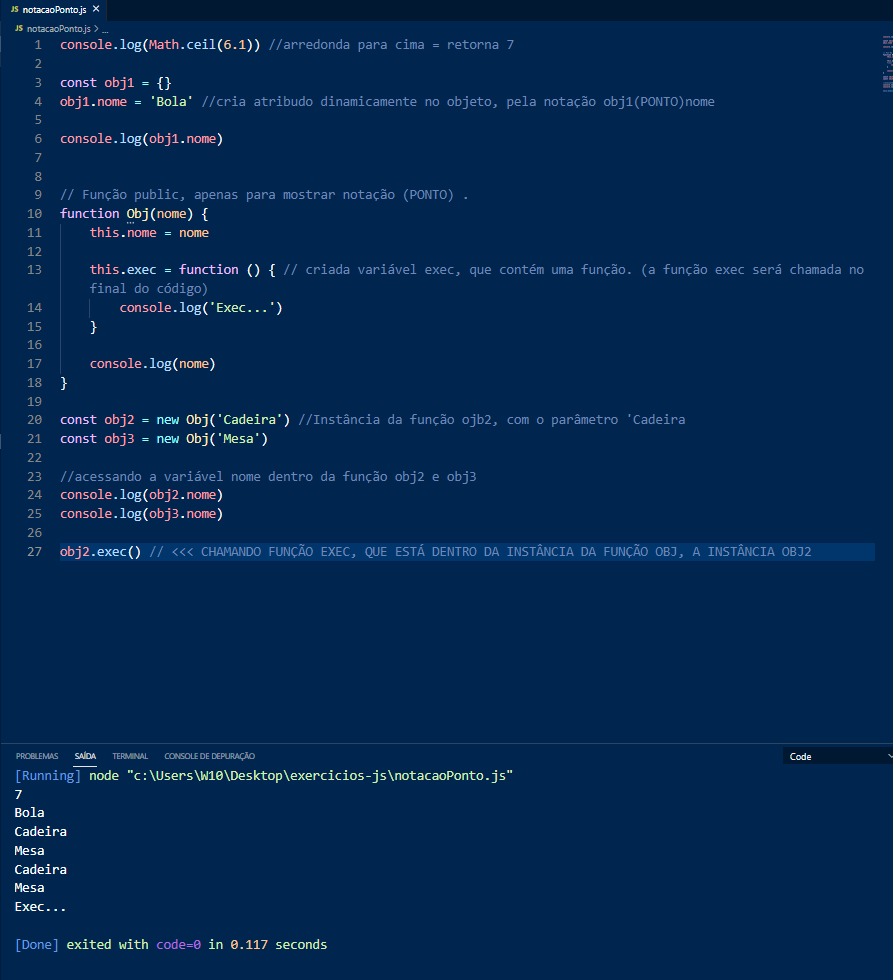 JS notacaoPonto.js ×
JS notacaoPonto.js > ...
1 console.log(Math.ceil(6.1)) //arredonda para cima = retorna 7
2
3 const obj1 = {}
4 obj1.nome = 'Bola' //cria atribudo dinamicamente no objeto, pela notação obj1(PONTO)nome
5
6 console.log(obj1.nome)
7
8
9 // Função public, apenas para mostrar notação (PONTO) .
10 function Obj(nome) {
11 this.nome = nome
12
13 this.exec = function () { // criada variável exec, que contém uma função. (a função exec será chamada no
final do código)
14 console.log('Exec...')
15 }
16
17 console.log(nome)
18 }
19
20 const obj2 = new Obj('Cadeira') //Instância da função ojb2, com o parâmetro 'Cadeira
21 const obj3 = new Obj('Mesa')
22
23 //acessando a variável nome dentro da função obj2 e obj3
24 console.log(obj2.nome)
25 console.log(obj3.nome)
26
27 obj2.exec() // <<< CHAMANDO FUNÇÃO EXEC, QUE ESTÁ DENTRO DA INSTÂNCIA DA FUNÇÃO OBJ, A INSTÂNCIA OBJ2
PROBLEMAS SAÍDA TERMINAL CONSOLE DE DEPURAÇÃO Code
[Running] node "c:\Users\W10\Desktop\exercicios-js\notacaoPonto.js"
7
Bola
Cadeira
Mesa
Cadeira
Mesa
Exec...
[Done] exited with code=0 in 0.117 seconds